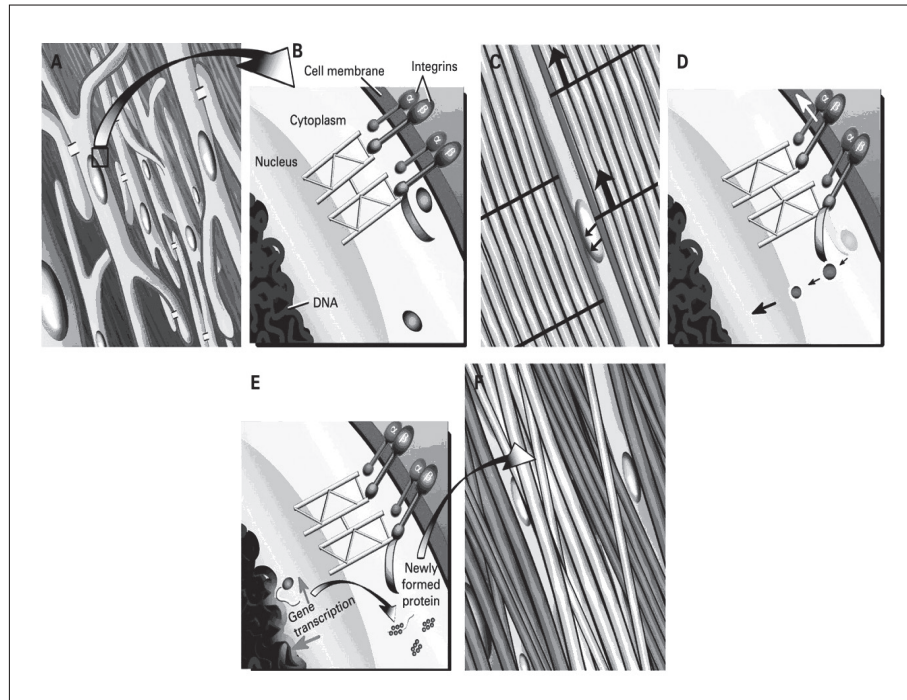 A
B
Cell membrane
Integrins
α
β
α
β
Cytoplasm
Nucleus
DNA
C
D
α
β
α
β
E
α
β
α
β
Gene
transcription
Newly
formed
protein
F